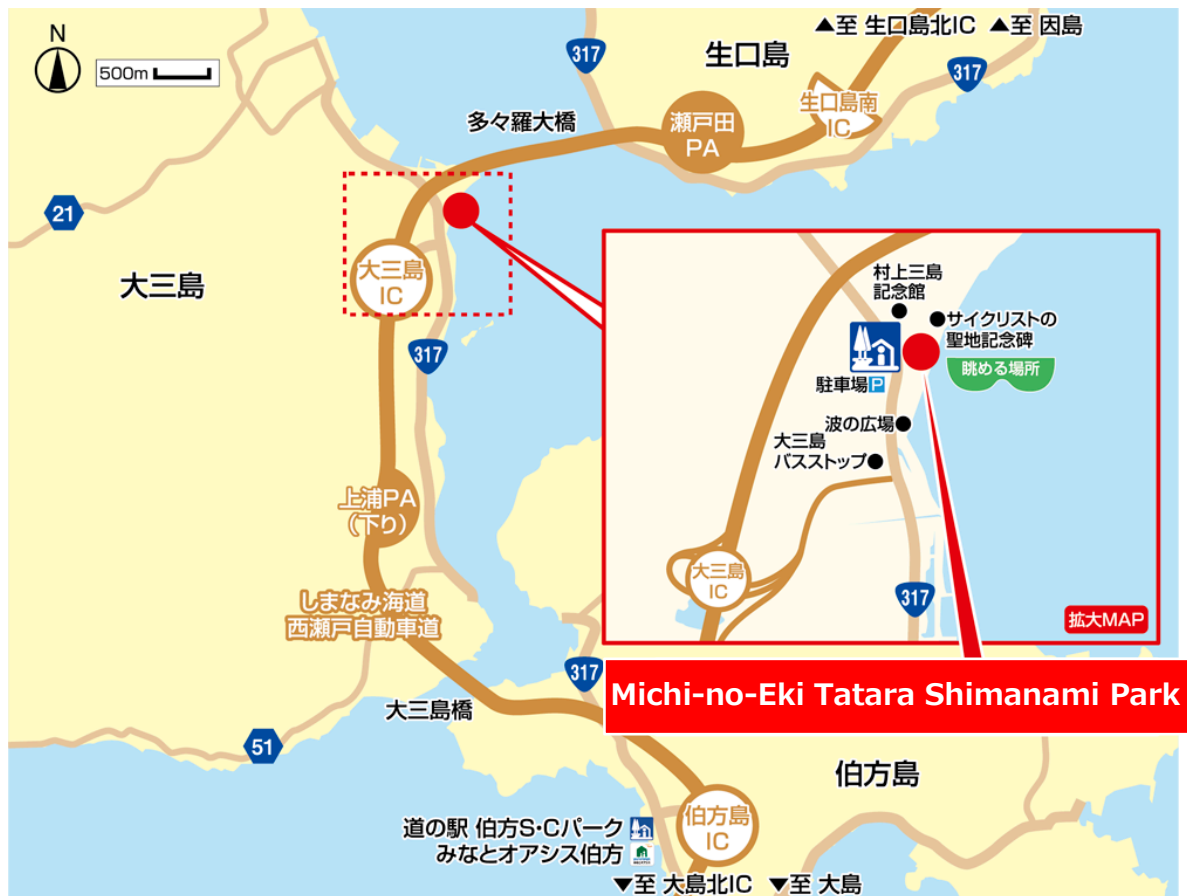 N
500m
▲至 生口島北IC ▲至 因島
317
生口島
317
生口島南
IC
多々羅大橋
瀬戸田
PA
21
大三島
大三島
IC
317
村上三島
記念館
サイクリストの
聖地記念碑
眺める場所
駐車場P
波の広場
大三島
バスストップ
大三島
IC
317
拡大MAP
上浦PA
(下り)
しまなみ海道
西瀬戸自動車道
317
Michi-no-Eki Tatara Shimanami Park
大三島橋
51
伯方島
道の駅 伯方S・Cパーク
みなとオアシス伯方
伯方島
IC
▼至 大島北IC ▼至 大島